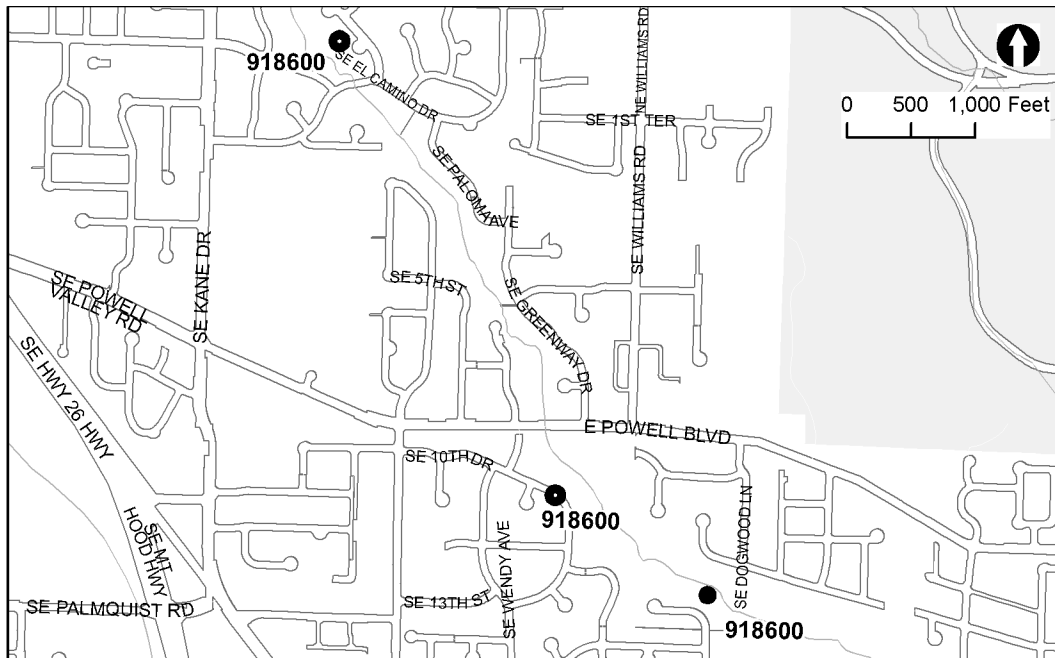 918600
SE EL CAMINO DR
NE WILLIAMS RD
0 500 1,000 Feet
SE 1ST TER
SE PALOMA AVE
SE WILLIAMS RD
SE KANE DR
SE POWELL
VALLEY RD
SE 5TH ST
SE GREENWAY DR
SE HWY 26 HWY
E POWELL BLVD
SE 10TH DR
918600
SE DOGWOOD LN
SE MT
HOOD HWY
SE WENDY AVE
SE 13TH ST
SE PALMQUIST RD
918600